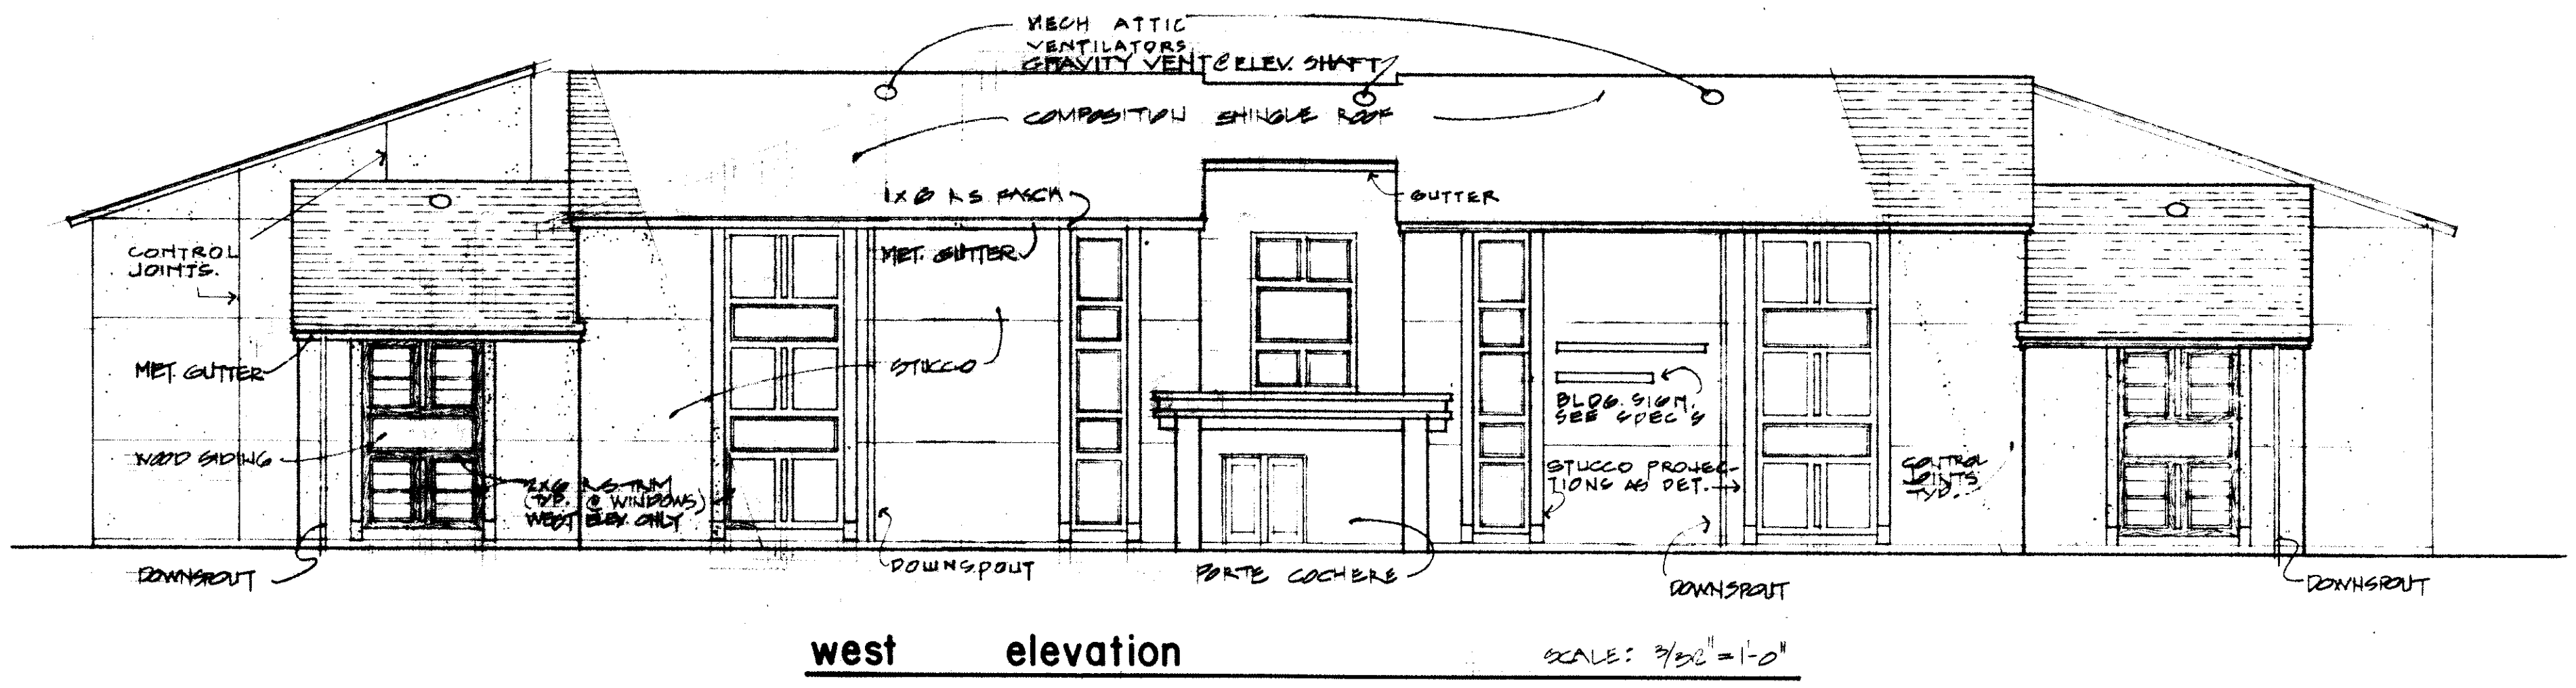 MECH ATTIC
VENTILATORS
GRAVITY VENT @ ELEV. SHAFT
COMPOSITION SHINGLE ROOF
1X6 R.S. FASCIA
GUTTER
CONTROL
JOINTS.
MET. GUTTER
MET. GUTTER
STUCCO
BLDG. SIGN.
SEE SPEC'S
WOOD SIDING
2X6 R.S. TRIM
(TYP. @ WINDOWS)
WEST ELEV. ONLY
STUCCO PROJEC-
TIONS AS DET.
CONTROL
JOINTS
TYP.
DOWNSPOUT
DOWNSPOUT
PORTE COCHERE
DOWNSPOUT
DOWNSPOUT
west elevation
SCALE: 3/32"=1'-0"